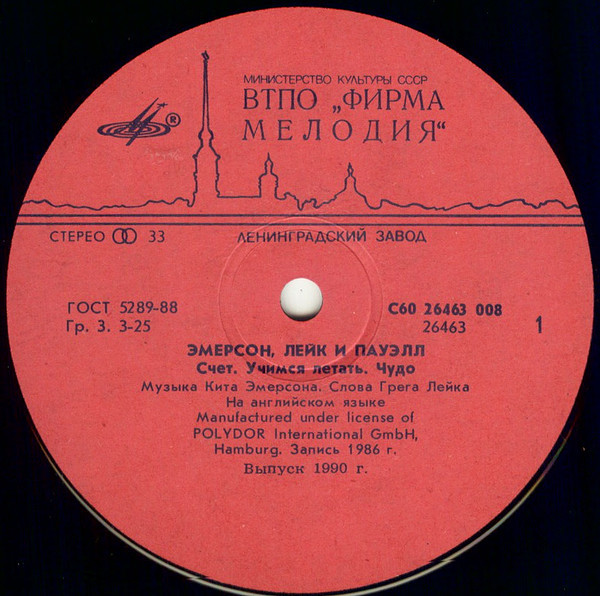 МИНИСТЕРСТВО КУЛЬТУРЫ СССР
ВТПО „ФИРМА
МЕЛОДИЯ“
®
СТЕРЕО 33
ЛЕНИНГРАДСКИЙ ЗАВОД
ГОСТ 5289-88
Гр. 3. 3-25
С60 26463 008
26463
1
ЭМЕРСОН, ЛЕЙК И ПАУЭЛЛ
Счет. Учимся летать. Чудо
Музыка Кита Эмерсона. Слова Грега Лейка
На английском языке
Manufactured under license of
POLYDOR International GmbH,
Hamburg. Запись 1986 г.
Выпуск 1990 г.